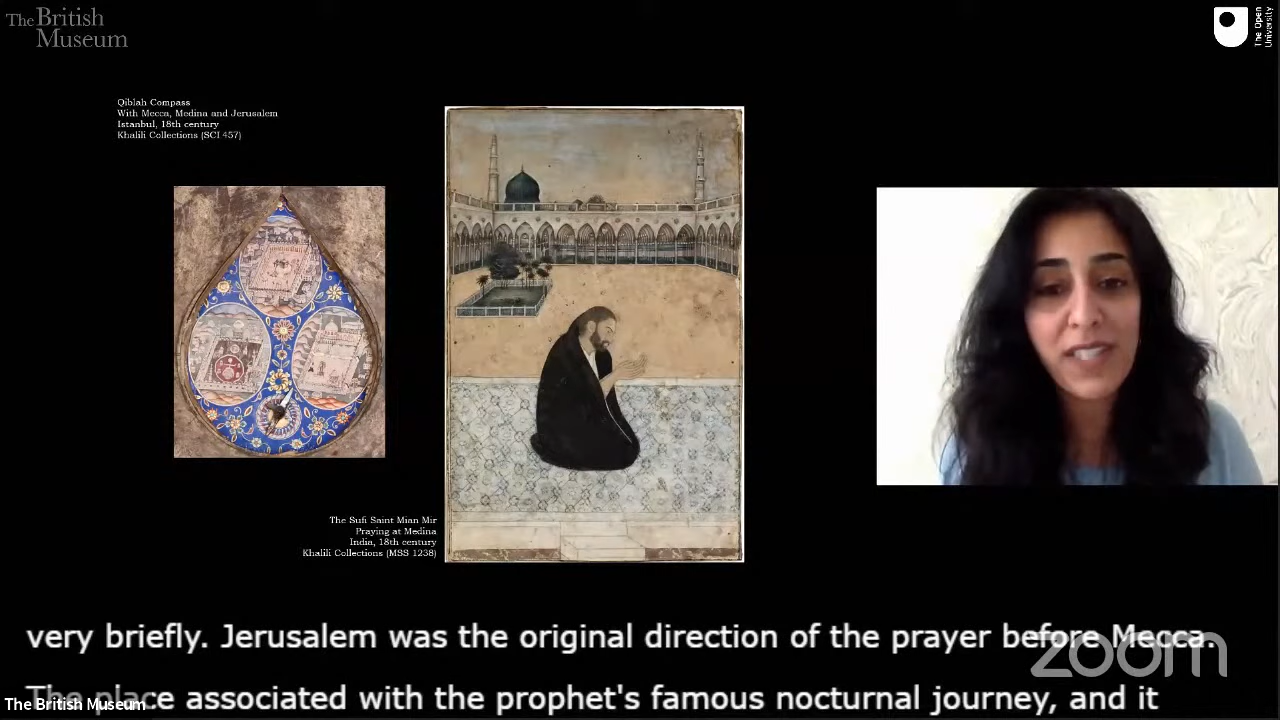 The British
Museum
The Open
University
Qiblah Compass
With Mecca, Medina and Jerusalem
Istanbul, 18th century
Khalili Collections (SCI 457)
The Sufi Saint Mian Mir
Praying at Medina
India, 18th century
Khalili Collections (MSS 1238)
very briefly. Jerusalem was the original direction of the prayer before Mecca.
zoom
The place associated with the prophet's famous nocturnal journey, and it
The British Museum